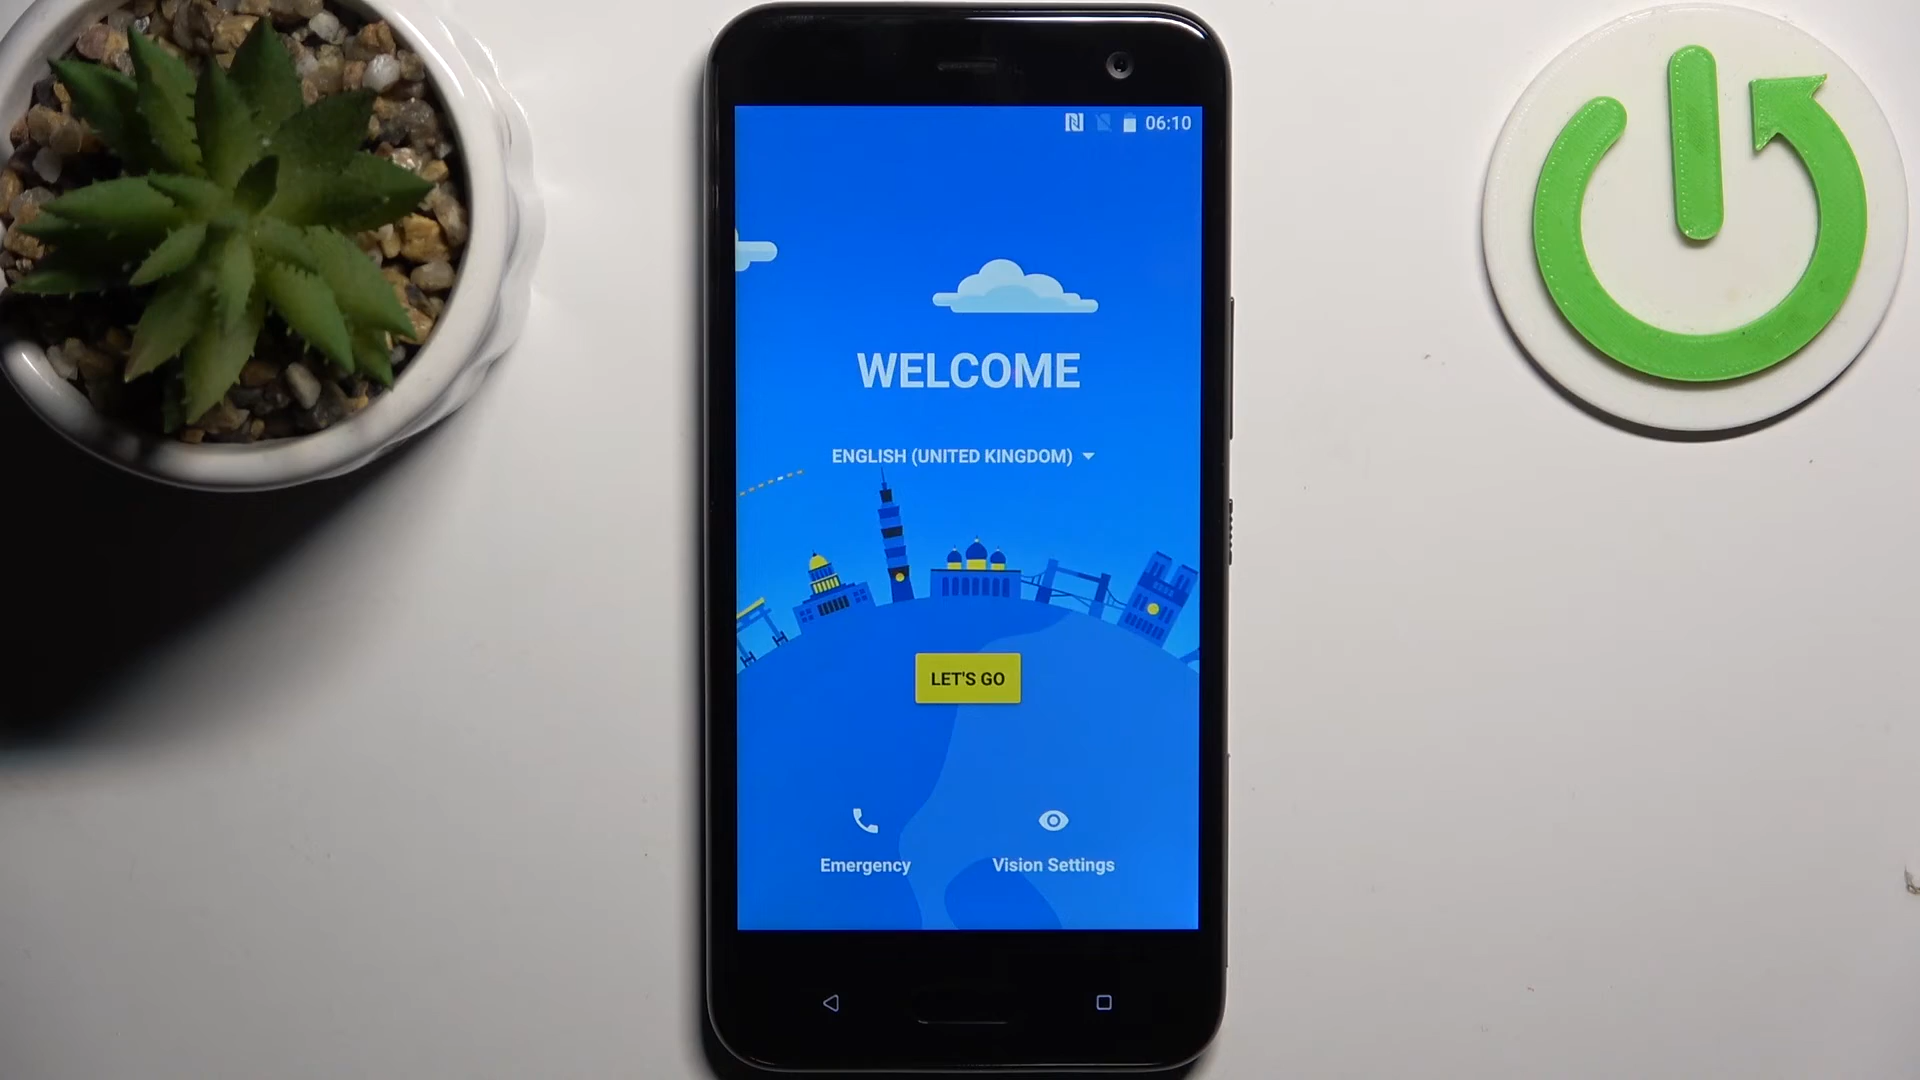 06:10
WELCOME
ENGLISH (UNITED KINGDOM)
LET'S GO
Emergency
Vision Settings